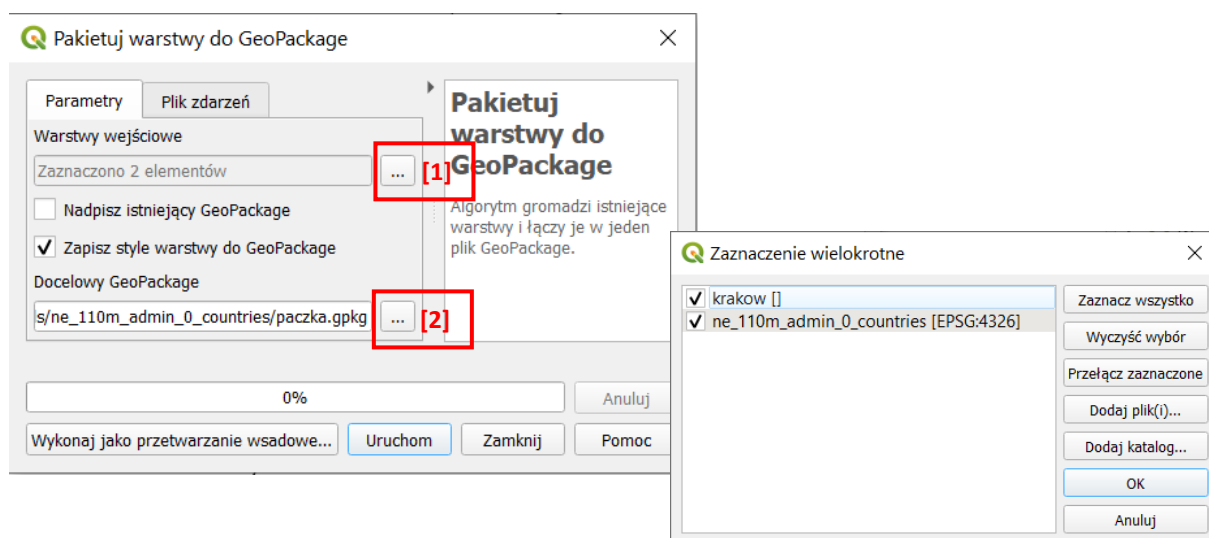 Pakietuj warstwy do GeoPackage
Parametry
Plik zdarzeń
Warstwy wejściowe
Zaznaczono 2 elementów
...
[1]
Nadpisz istniejący GeoPackage
Zapisz style warstwy do GeoPackage
Docelowy GeoPackage
s/ne_110m_admin_0_countries/paczka.gpkg
...
[2]
Pakietuj
warstwy do
GeoPackage
Algorytm gromadzi istniejące
warstwy i łączy je w jeden
plik GeoPackage.
0%
Anuluj
Wykonaj jako przetwarzanie wsadowe...
Uruchom
Zamknij
Pomoc
Zaznaczenie wielokrotne
krakow []
ne_110m_admin_0_countries [EPSG:4326]
Zaznacz wszystko
Wyczyść wybór
Przełącz zaznaczone
Dodaj plik(i)...
Dodaj katalog...
OK
Anuluj